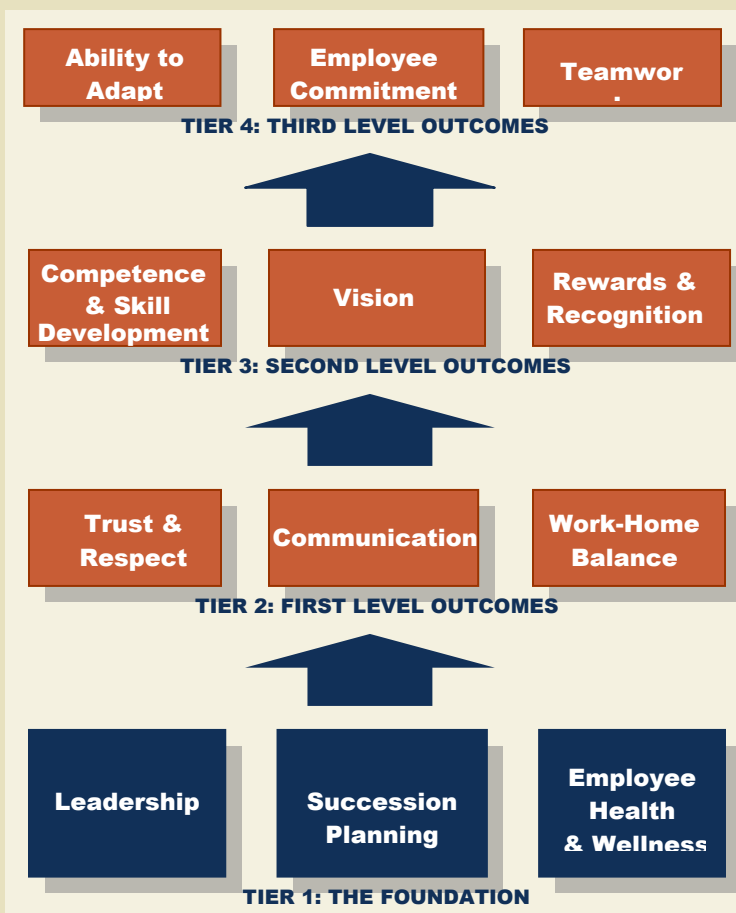 Ability to
Adapt
Employee
Commitment
Teamwor
TIER 4: THIRD LEVEL OUTCOMES
Competence
& Skill
Development
Vision
Rewards &
Recognition
TIER 3: SECOND LEVEL OUTCOMES
Trust &
Respect
Communication
Work-Home
Balance
TIER 2: FIRST LEVEL OUTCOMES
Leadership
Succession
Planning
Employee
Health
& Wellness
TIER 1: THE FOUNDATION